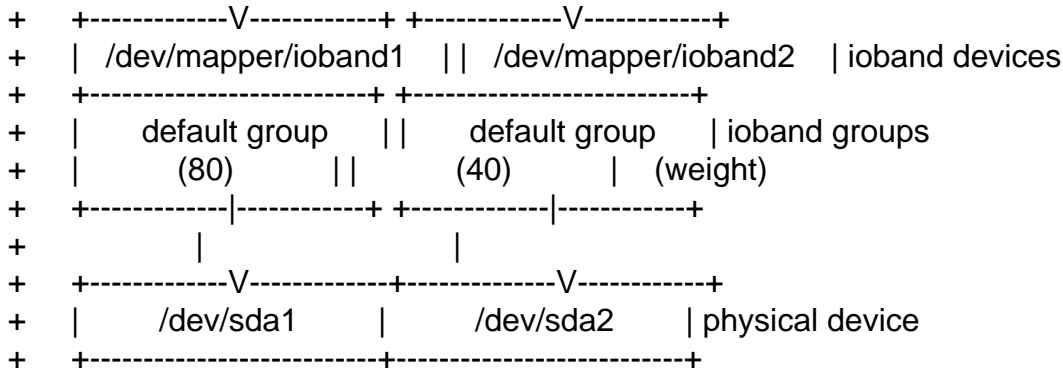 + +-------------V------------+ +-------------V------------+
+ | /dev/mapper/ioband1 | | /dev/mapper/ioband2 | ioband devices
+ +--------------------------+ +--------------------------+
+ | default group | | default group | ioband groups
+ | (80) | | (40) | (weight)
+ +-------------|------------+ +-------------|------------+
+ | |
+ +-------------V-------------+--------------V------------+
+ | /dev/sda1 | /dev/sda2 | physical device
+ +---------------------------+---------------------------+